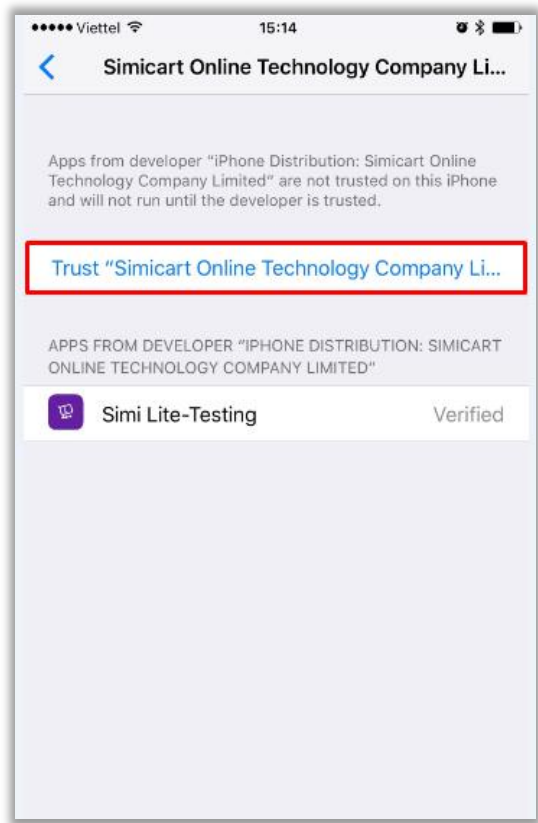 Viettel 15:14
Simicart Online Technology Company Li...
Apps from developer “iPhone Distribution: Simicart Online
Technology Company Limited” are not trusted on this iPhone
and will not run until the developer is trusted.
Trust “Simicart Online Technology Company Li...
APPS FROM DEVELOPER “IPHONE DISTRIBUTION: SIMICART
ONLINE TECHNOLOGY COMPANY LIMITED”
Simi Lite-Testing Verified